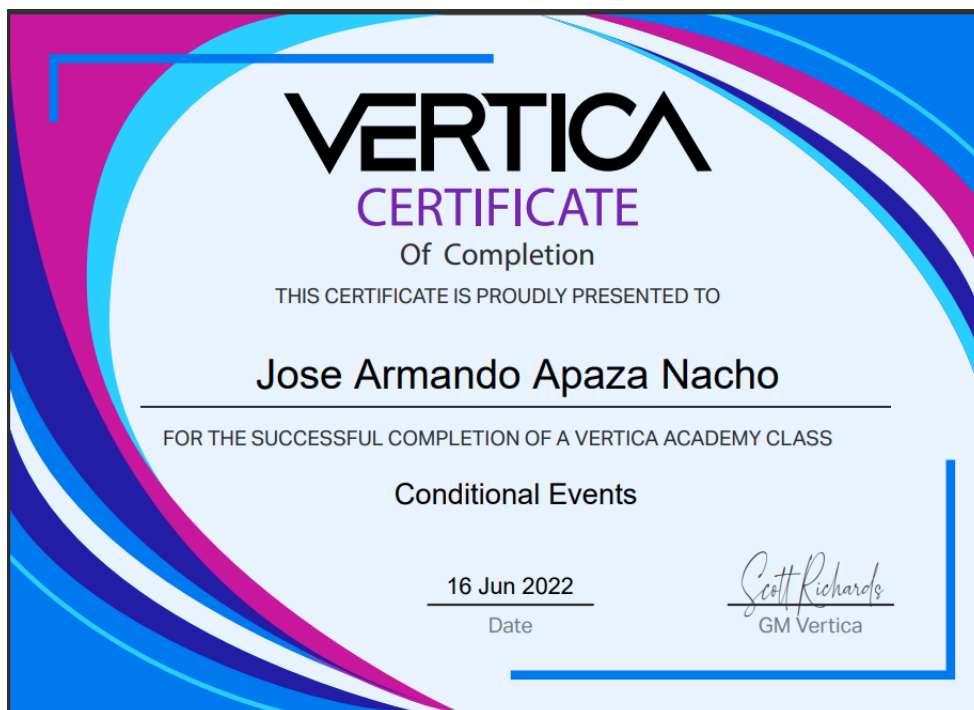 VERTICA
CERTIFICATE
Of Completion
THIS CERTIFICATE IS PROUDLY PRESENTED TO
Jose Armando Apaza Nacho
FOR THE SUCCESSFUL COMPLETION OF A VERTICA ACADEMY CLASS
Conditional Events
16 Jun 2022
Scott Richards
Date
GM Vertica